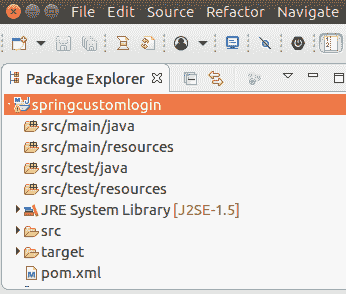 File Edit Source Refactor Navigate
Package Explorer
springcustomlogin
src/main/java
src/main/resources
src/test/java
src/test/resources
JRE System Library [J2SE-1.5]
src
target
pom.xml